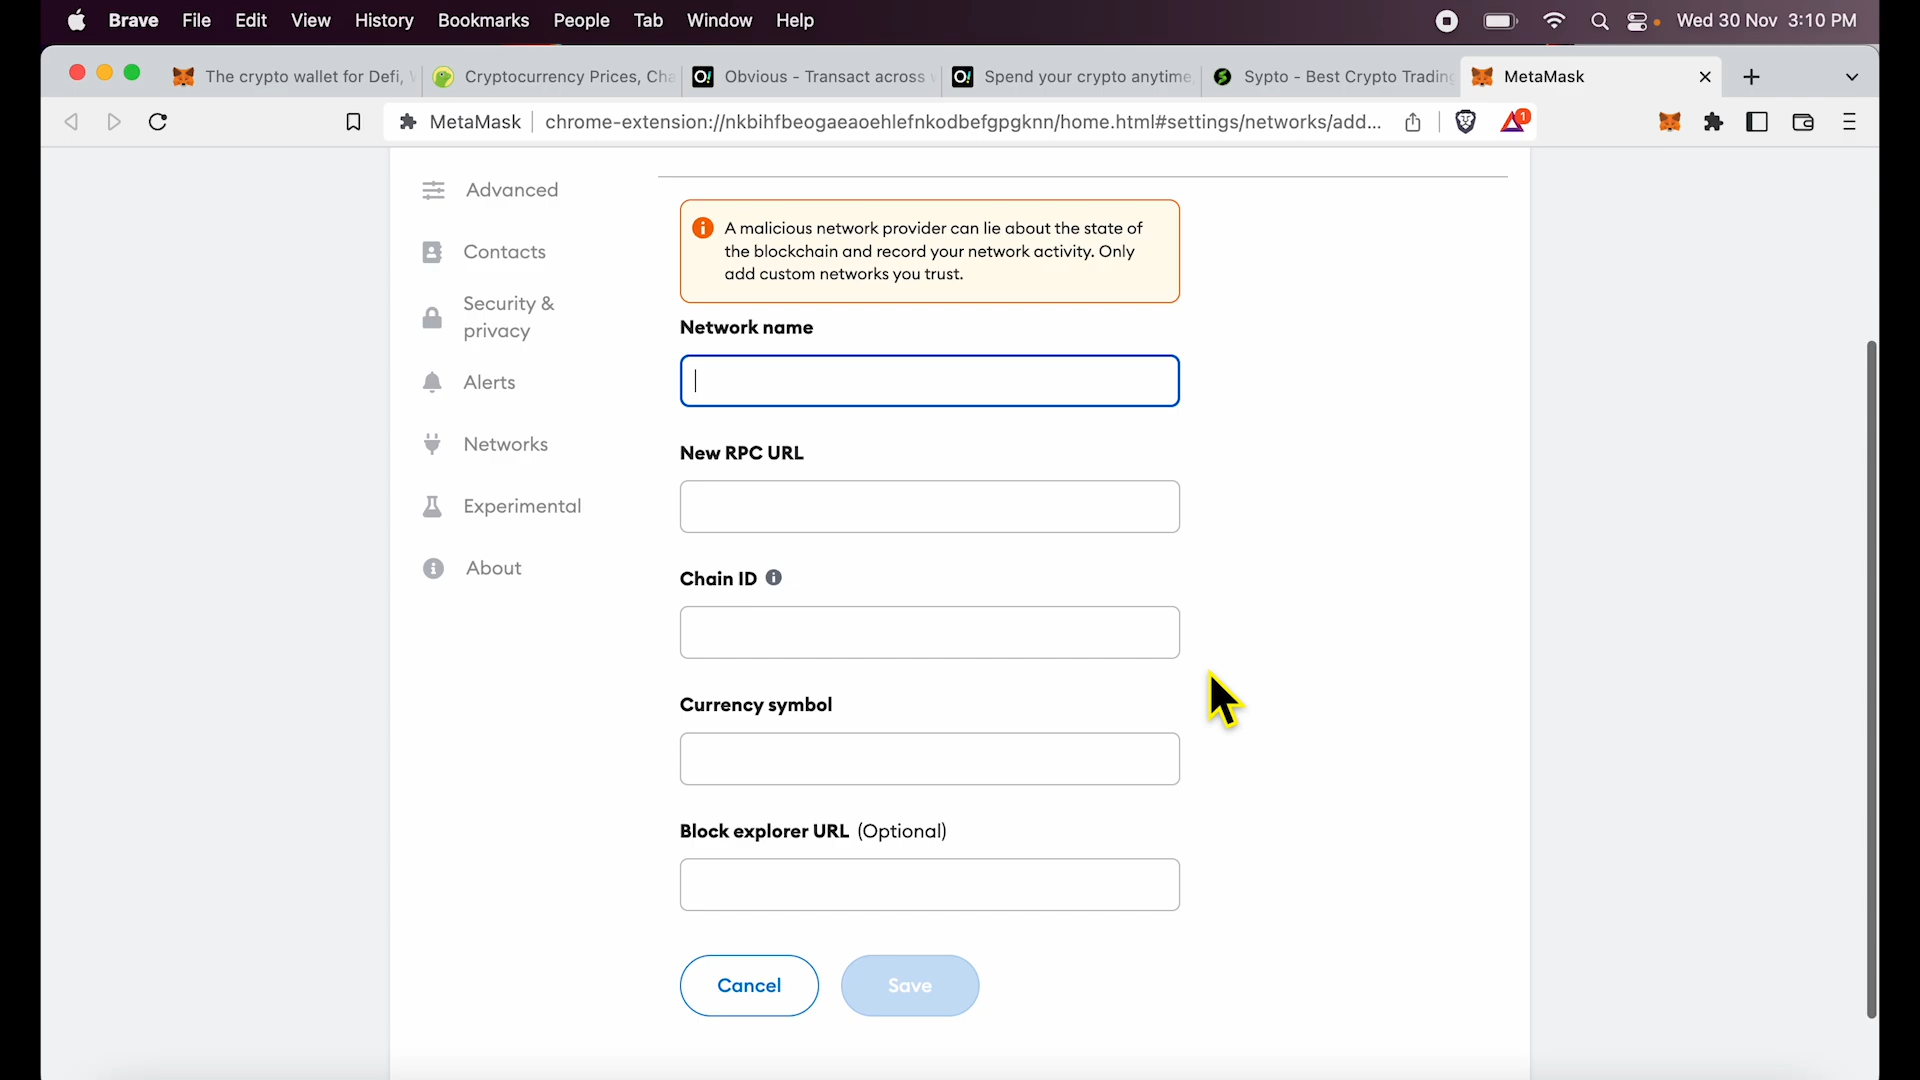 Brave File Edit View History Bookmarks People Tab Window Help Wed 30 Nov 3:10 PM
The crypto wallet for Defi, Cryptocurrency Prices, Cha Obvious - Transact across Spend your crypto anytime, Sypto - Best Crypto Trading MetaMask
MetaMask chrome-extension://nkbihfbeogaeaoehlefnkodbefgpgknn/home.html#settings/networks/add... 1
Advanced
Contacts
Security &
privacy
Alerts
Networks
Experimental
About
A malicious network provider can lie about the state of
the blockchain and record your network activity. Only
add custom networks you trust.
Network name
New RPC URL
Chain ID
Currency symbol
Block explorer URL (Optional)
Cancel Save